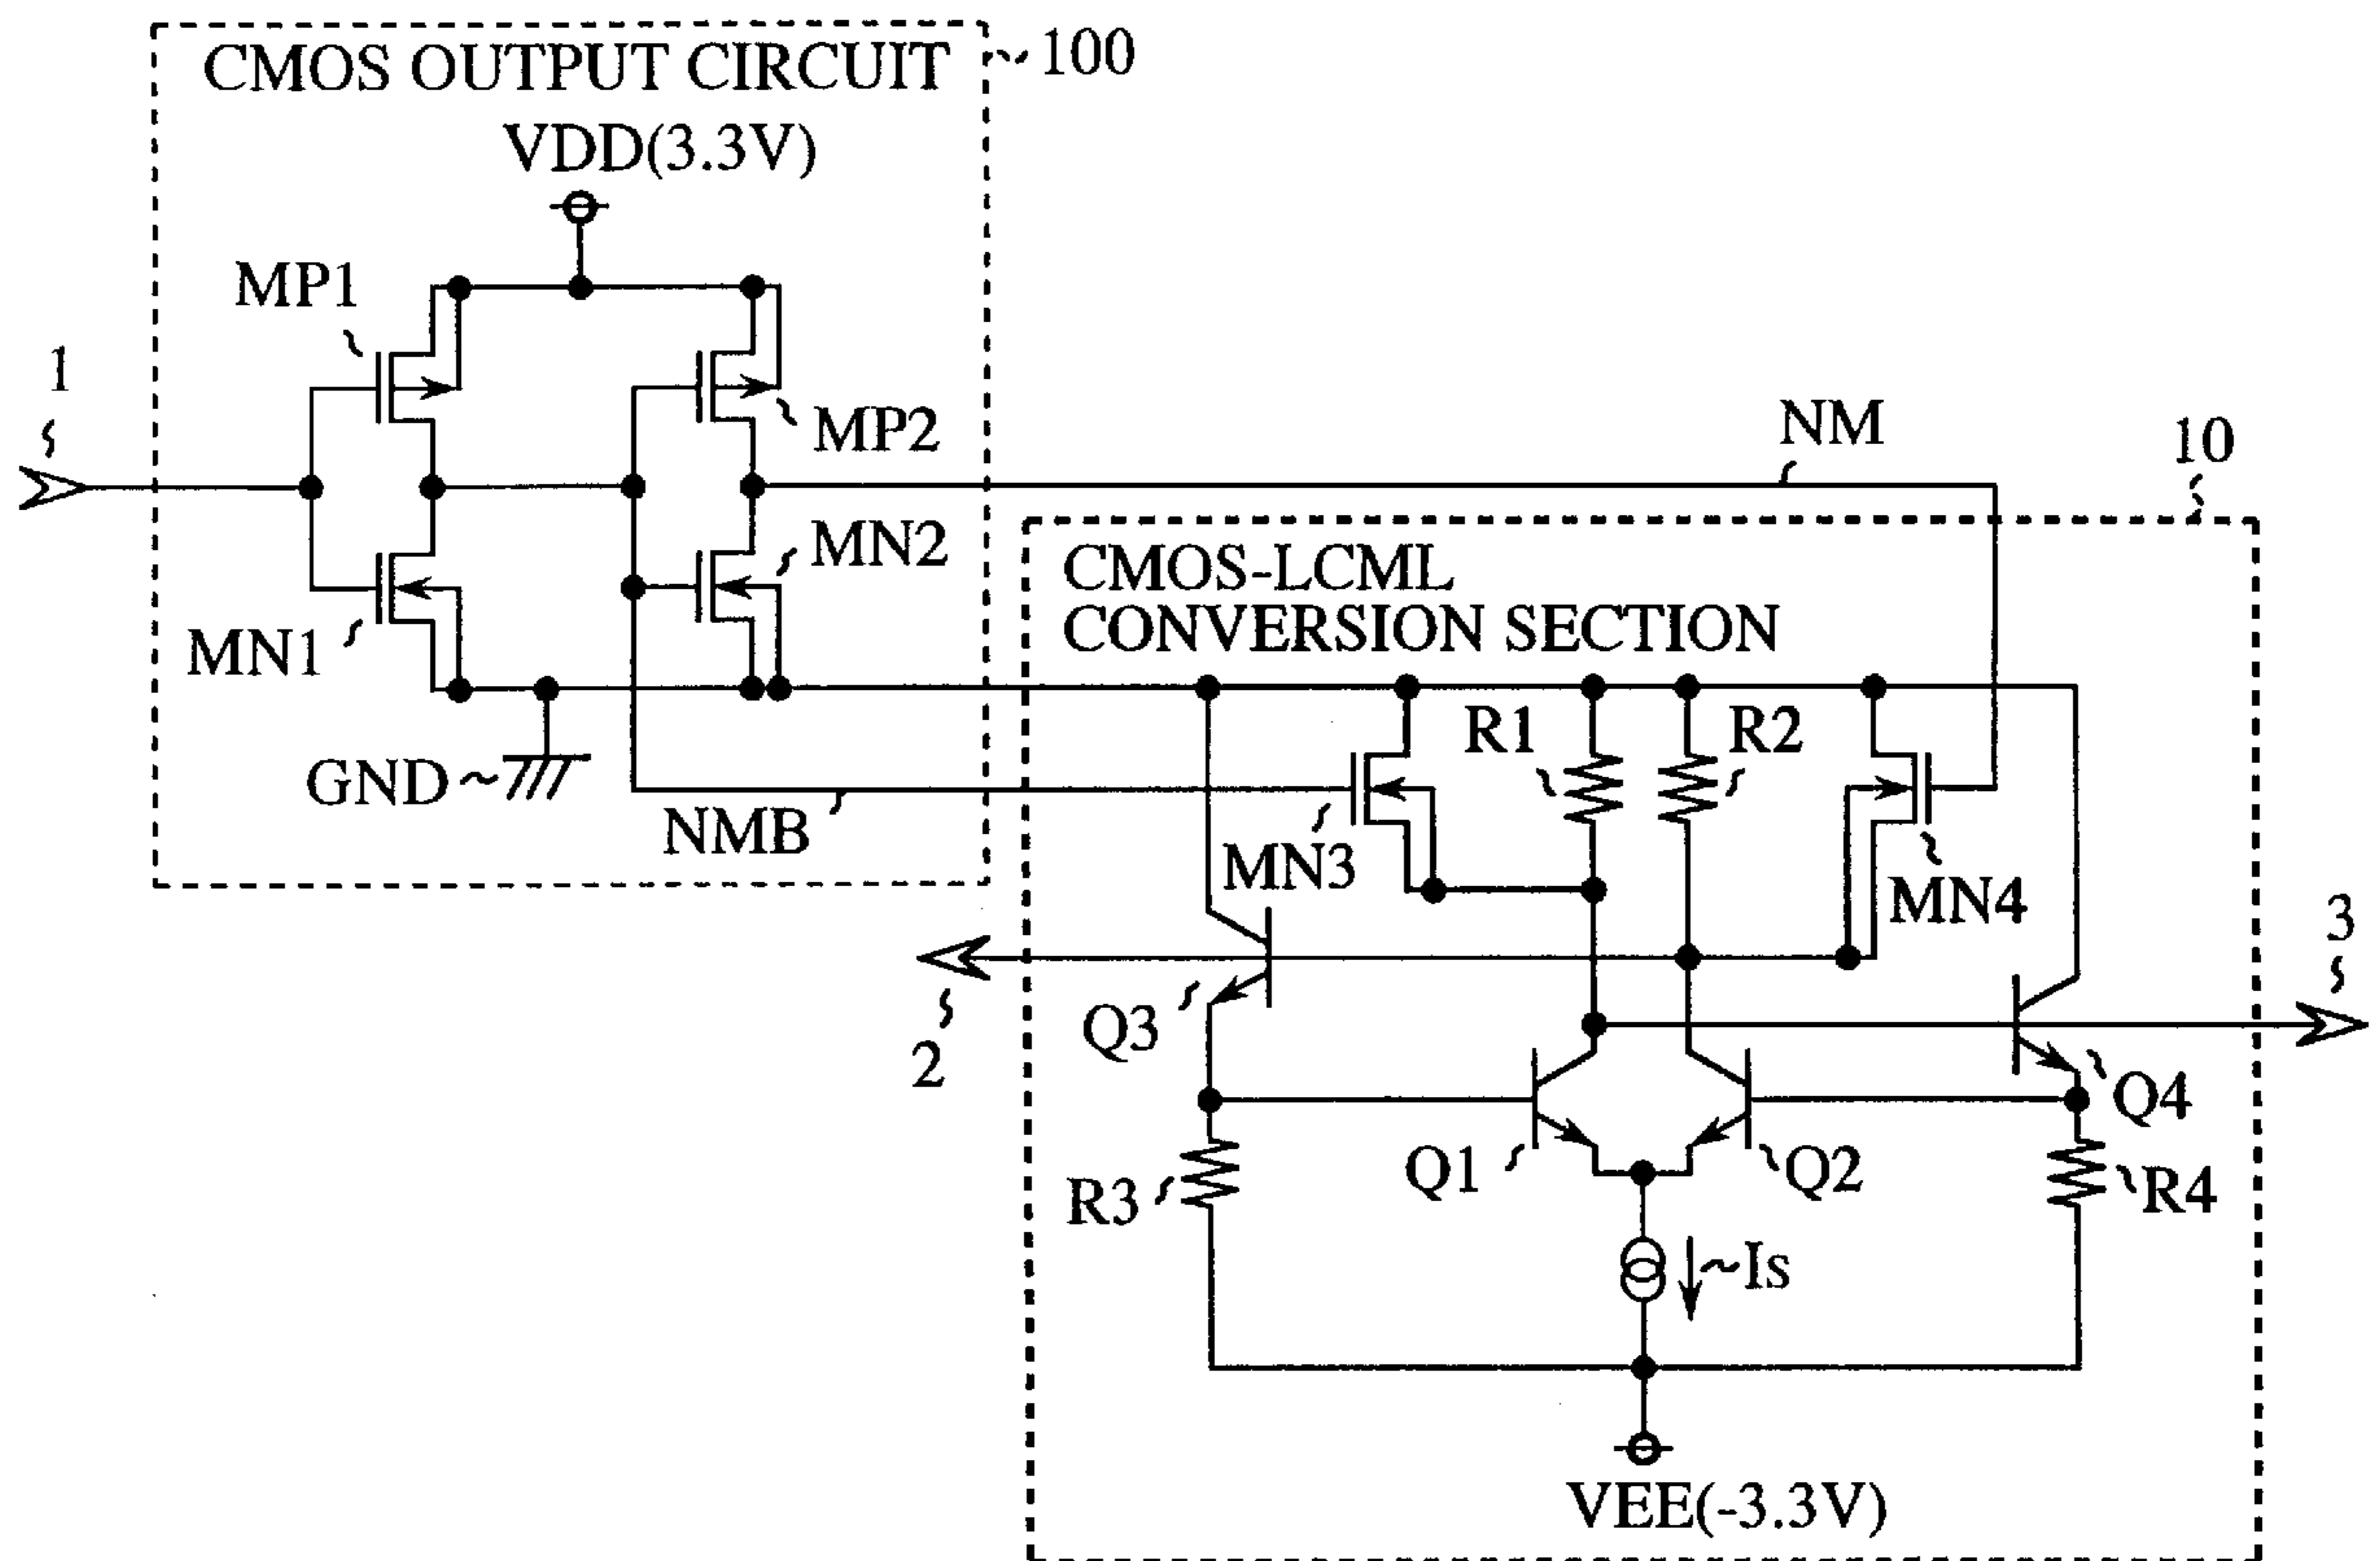 CMOS OUTPUT CIRCUIT
100
VDD(3.3V)
MP1
1
MP2
NM
10
MN2
CMOS-LCML
CONVERSION SECTION
MN1
R1
R2
GND
NMB
MN3
MN4
3
Q3
2
Q4
Q1
Q2
R3
R4
Is
VEE(-3.3V)